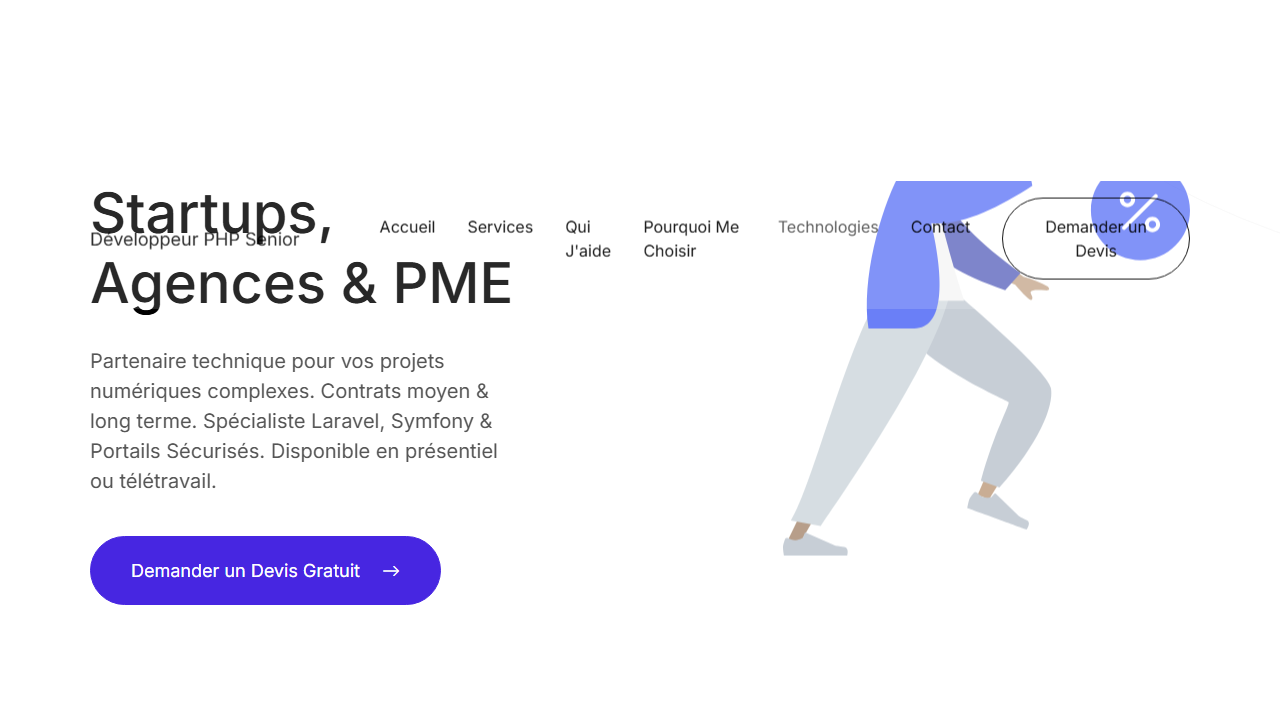 Startups,
Développeur PHP Senior
Accueil
Services
Qui
J'aide
Pourquoi Me
Choisir
Technologies
Contact
Demander un
Devis
%
Agences & PME
Partenaire technique pour vos projets
numériques complexes. Contrats moyen &
long terme. Spécialiste Laravel, Symfony &
Portails Sécurisés. Disponible en présentiel
ou télétravail.
Demander un Devis Gratuit →